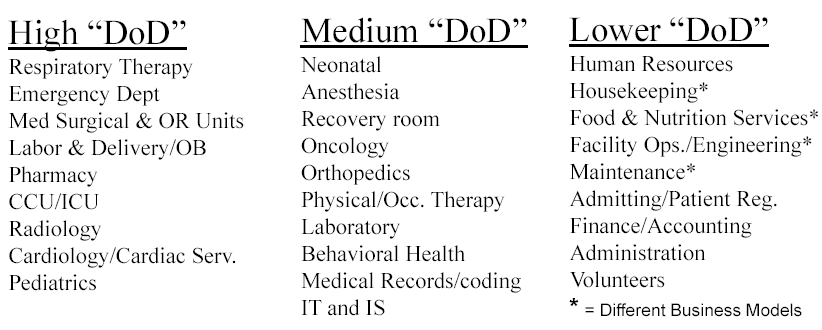 High “DoD”
Respiratory Therapy
Emergency Dept
Med Surgical & OR Units
Labor & Delivery/OB
Pharmacy
CCU/ICU
Radiology
Cardiology/Cardiac Serv.
Pediatrics
Medium “DoD”
Neonatal
Anesthesia
Recovery room
Oncology
Orthopedics
Physical/Occ. Therapy
Laboratory
Behavioral Health
Medical Records/coding
IT and IS
Lower “DoD”
Human Resources
Housekeeping*
Food & Nutrition Services*
Facility Ops./Engineering*
Maintenance*
Admitting/Patient Reg.
Finance/Accounting
Administration
Volunteers
* = Different Business Models